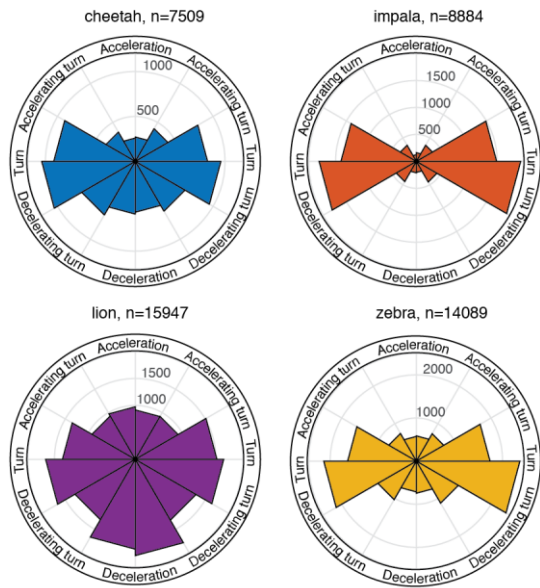 cheetah, n=7509
impala, n=8884
Acceleration
Accelerating turn
Accelerating turn
1000
500
Turn
Turn
Decelerating turn
Decelerating turn
Deceleration
Acceleration
Accelerating turn
Accelerating turn
1500
1000
500
Turn
Turn
Decelerating turn
Decelerating turn
Deceleration
lion, n=15947
zebra, n=14089
Acceleration
Accelerating turn
Accelerating turn
1500
1000
Turn
Turn
Decelerating turn
Decelerating turn
Deceleration
Acceleration
Accelerating turn
Accelerating turn
2000
1000
Turn
Turn
Decelerating turn
Decelerating turn
Deceleration